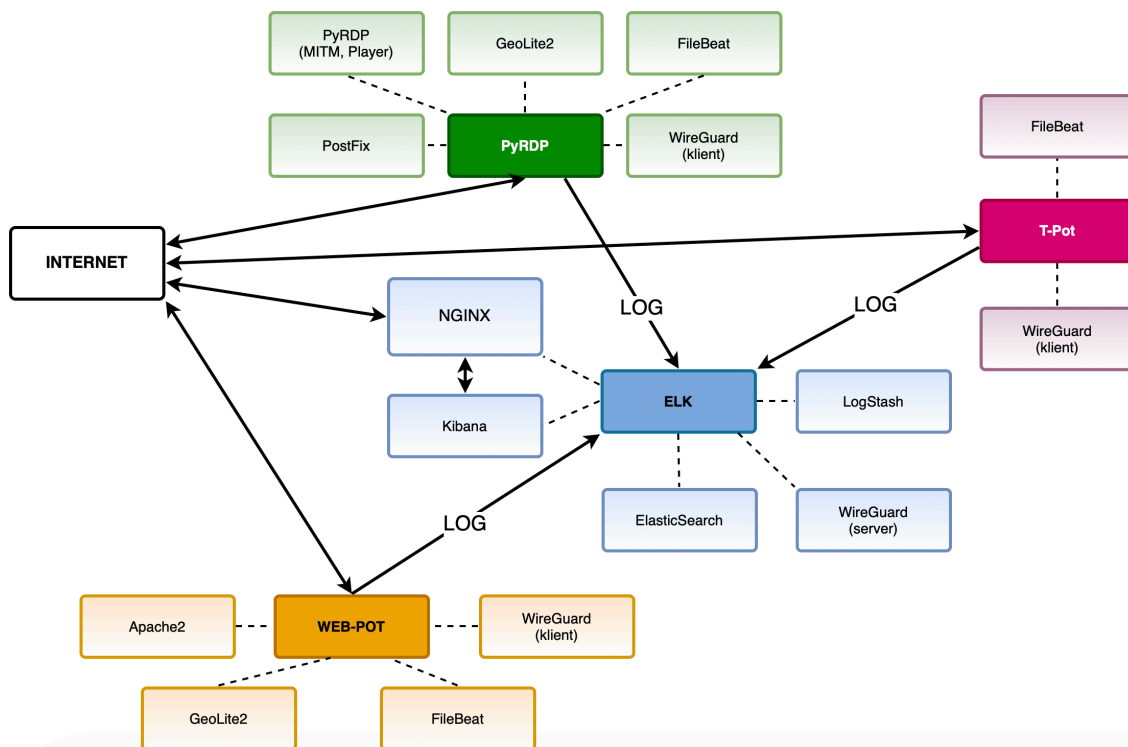 PyRDP
(MITM, Player)
GeoLite2
FileBeat
PostFix
PyRDP
WireGuard
(klient)
FileBeat
T-Pot
WireGuard
(klient)
INTERNET
NGINX
LOG
LOG
Kibana
ELK
LogStash
LOG
ElasticSearch
WireGuard
(server)
Apache2
WEB-POT
WireGuard
(klient)
GeoLite2
FileBeat